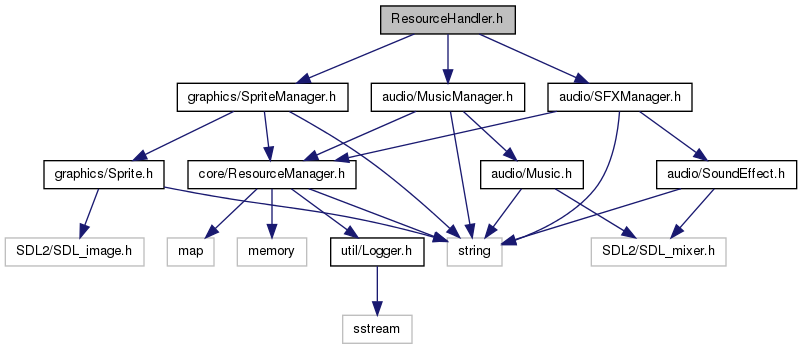 ResourceHandler.h
graphics/SpriteManager.h
audio/MusicManager.h
audio/SFXManager.h
graphics/Sprite.h
core/ResourceManager.h
audio/Music.h
audio/SoundEffect.h
SDL2/SDL_image.h
map
memory
util/Logger.h
string
SDL2/SDL_mixer.h
sstream